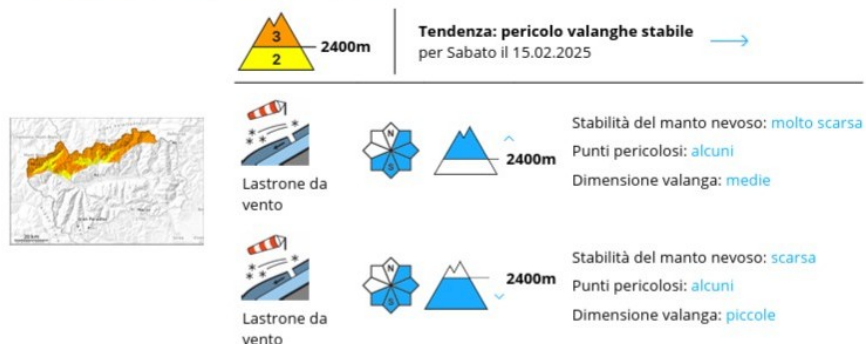 3
2
2400m
Tendenza: pericolo valanghe stabile
per Sabato il 15.02.2025
N
S
2400m
Lastrone da
vento
Stabilità del manto nevoso: molto scarsa
Punti pericolosi: alcuni
Dimensione valanga: medie
N
S
2400m
Lastrone da
vento
Stabilità del manto nevoso: scarsa
Punti pericolosi: alcuni
Dimensione valanga: piccole